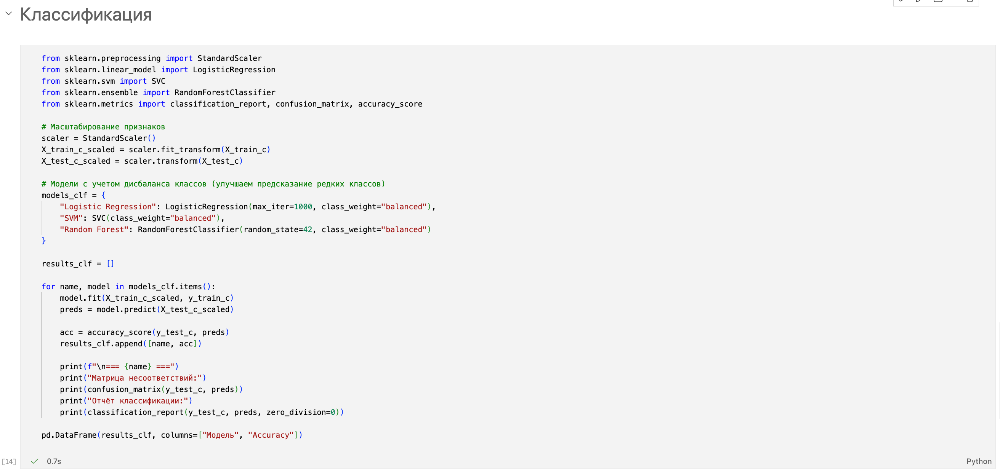 Классификация
from sklearn.preprocessing import StandardScaler
from sklearn.linear_model import LogisticRegression
from sklearn.svm import SVC
from sklearn.ensemble import RandomForestClassifier
from sklearn.metrics import classification_report, confusion_matrix, accuracy_score
# Масштабирование признаков
scaler = StandardScaler()
X_train_c_scaled = scaler.fit_transform(X_train_c)
X_test_c_scaled = scaler.transform(X_test_c)
# Модели с учетом дисбаланса классов (улучшаем предсказание редких классов)
models_clf = {
    "Logistic Regression": LogisticRegression(max_iter=1000, class_weight="balanced"),
    "SVM": SVC(class_weight="balanced"),
    "Random Forest": RandomForestClassifier(random_state=42, class_weight="balanced")
}
results_clf = []
for name, model in models_clf.items():
    model.fit(X_train_c_scaled, y_train_c)
    preds = model.predict(X_test_c_scaled)
    acc = accuracy_score(y_test_c, preds)
    results_clf.append([name, acc])
    print(f"\n=== {name} ===")
    print("Матрица несоответствий:")
    print(confusion_matrix(y_test_c, preds))
    print("Отчёт классификации:")
    print(classification_report(y_test_c, preds, zero_division=0))
pd.DataFrame(results_clf, columns=["Модель", "Accuracy"])
[14] 0.7s Python